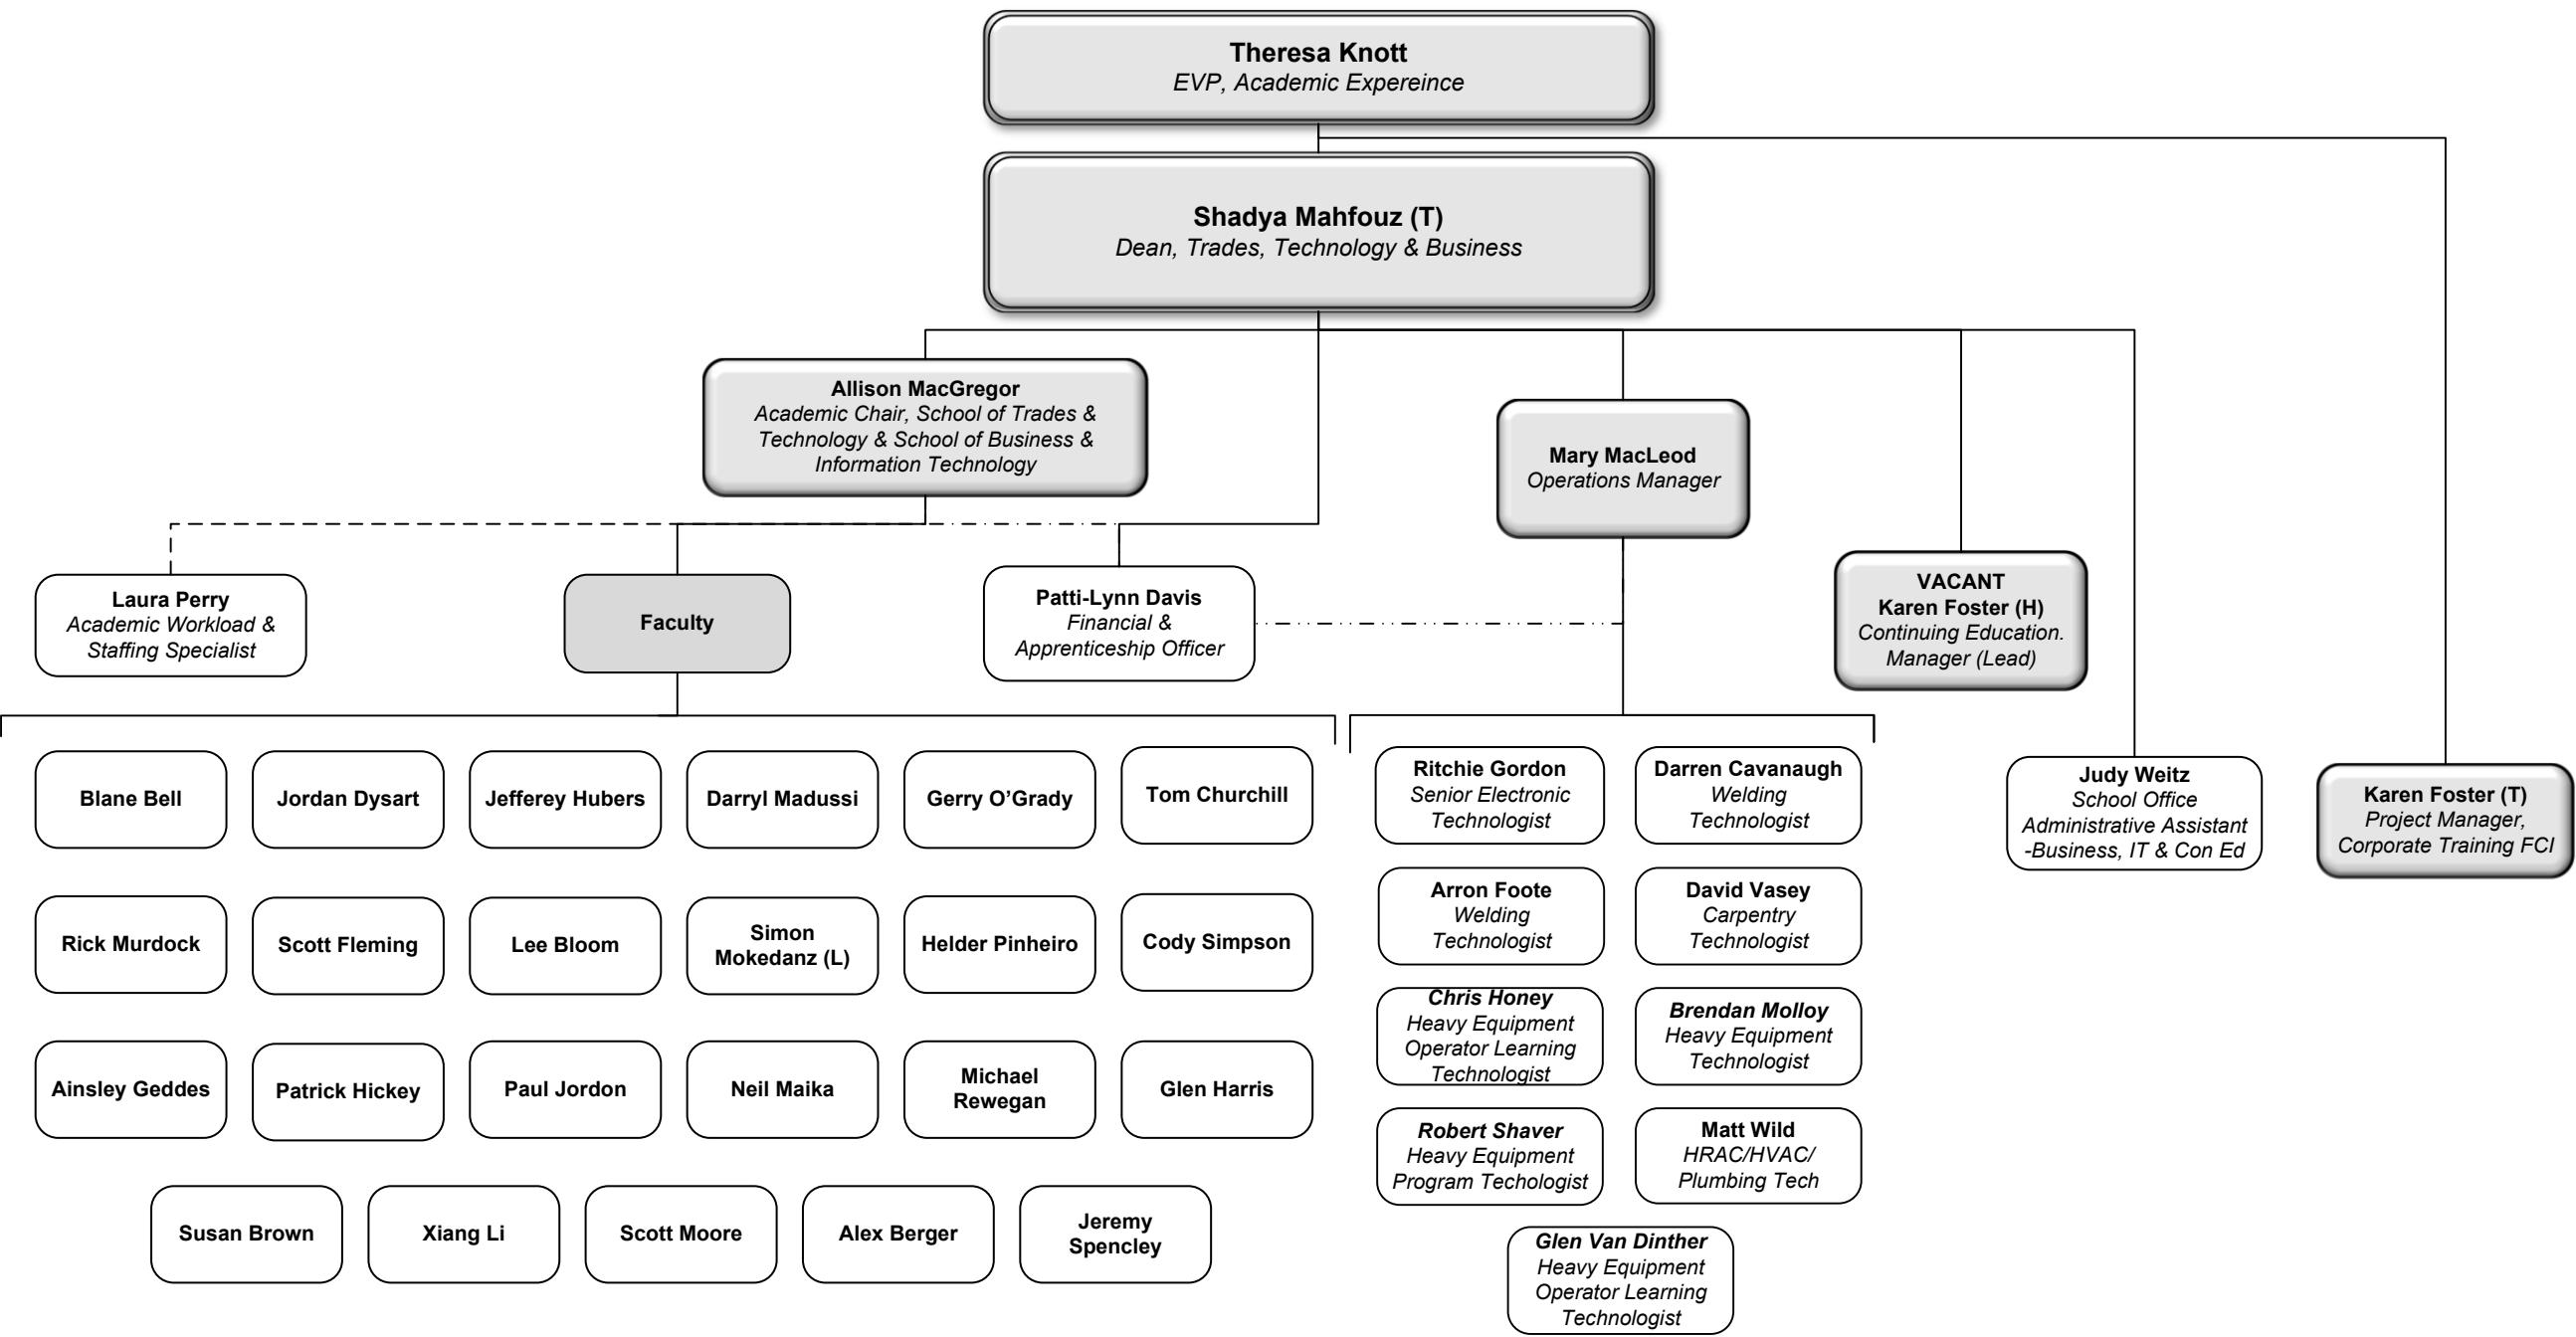 Theresa Knott
EVP, Academic Expereince
Shadya Mahfouz (T)
Dean, Trades, Technology & Business
Allison MacGregor
Academic Chair, School of Trades &
Technology & School of Business &
Information Technology
Mary MacLeod
Operations Manager
Laura Perry
Academic Workload &
Staffing Specialist
Faculty
Patti-Lynn Davis
Financial &
Apprenticeship Officer
VACANT
Karen Foster (H)
Continuing Education.
Manager (Lead)
Blane Bell
Jordan Dysart
Jefferey Hubers
Darryl Madussi
Gerry O’Grady
Tom Churchill
Rick Murdock
Scott Fleming
Lee Bloom
Simon
Mokedanz (L)
Helder Pinheiro
Cody Simpson
Ainsley Geddes
Patrick Hickey
Paul Jordon
Neil Maika
Michael
Rewegan
Glen Harris
Susan Brown
Xiang Li
Scott Moore
Alex Berger
Jeremy
Spencley
Ritchie Gordon
Senior Electronic
Technologist
Darren Cavanaugh
Welding
Technologist
Arron Foote
Welding
Technologist
David Vasey
Carpentry
Technologist
Chris Honey
Heavy Equipment
Operator Learning
Technologist
Brendan Molloy
Heavy Equipment
Technologist
Robert Shaver
Heavy Equipment
Program Techologist
Matt Wild
HRAC/HVAC/
Plumbing Tech
Glen Van Dinther
Heavy Equipment
Operator Learning
Technologist
Judy Weitz
School Office
Administrative Assistant
-Business, IT & Con Ed
Karen Foster (T)
Project Manager,
Corporate Training FCI